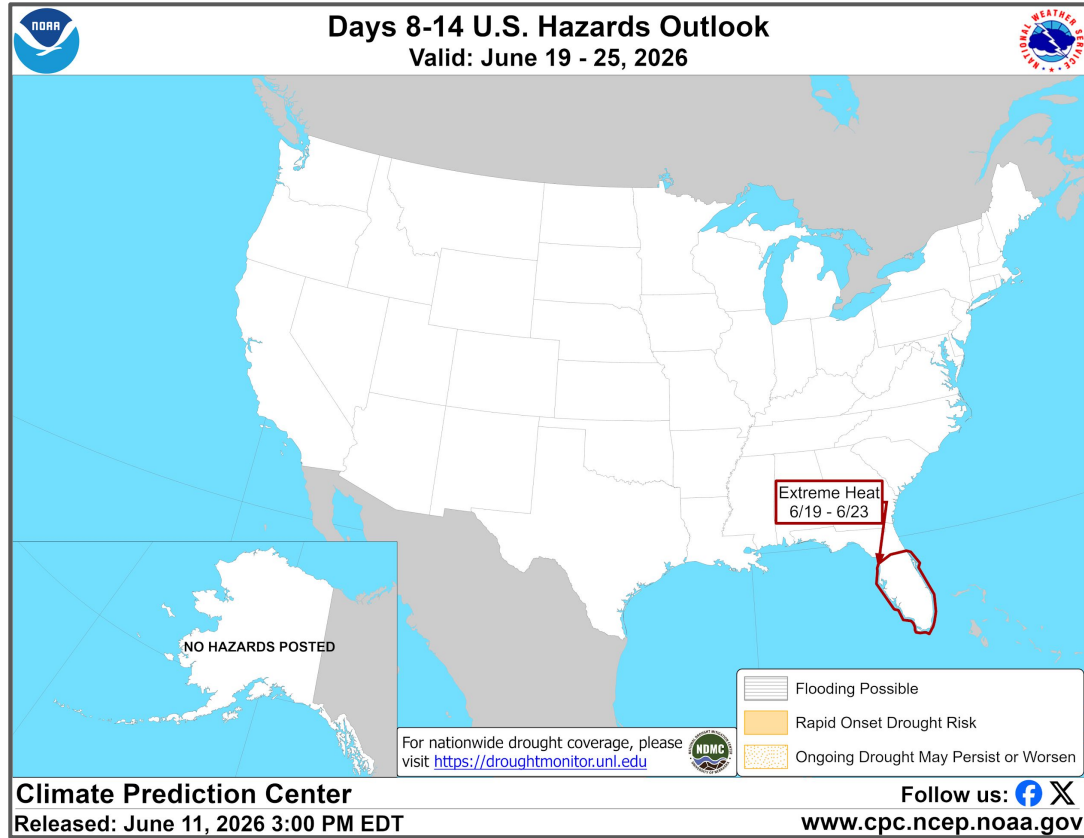 NOAA
Days 8-14 U.S. Hazards Outlook
Valid: June 19 - 25, 2026
NATIONAL WEATHER SERVICE
Extreme Heat
6/19 - 6/23
NO HAZARDS POSTED
For nationwide drought coverage, please
visit https://droughtmonitor.unl.edu
NDMC
Flooding Possible
Rapid Onset Drought Risk
Ongoing Drought May Persist or Worsen
Climate Prediction Center
Released: June 11, 2026 3:00 PM EDT
Follow us:
www.cpc.ncep.noaa.gov